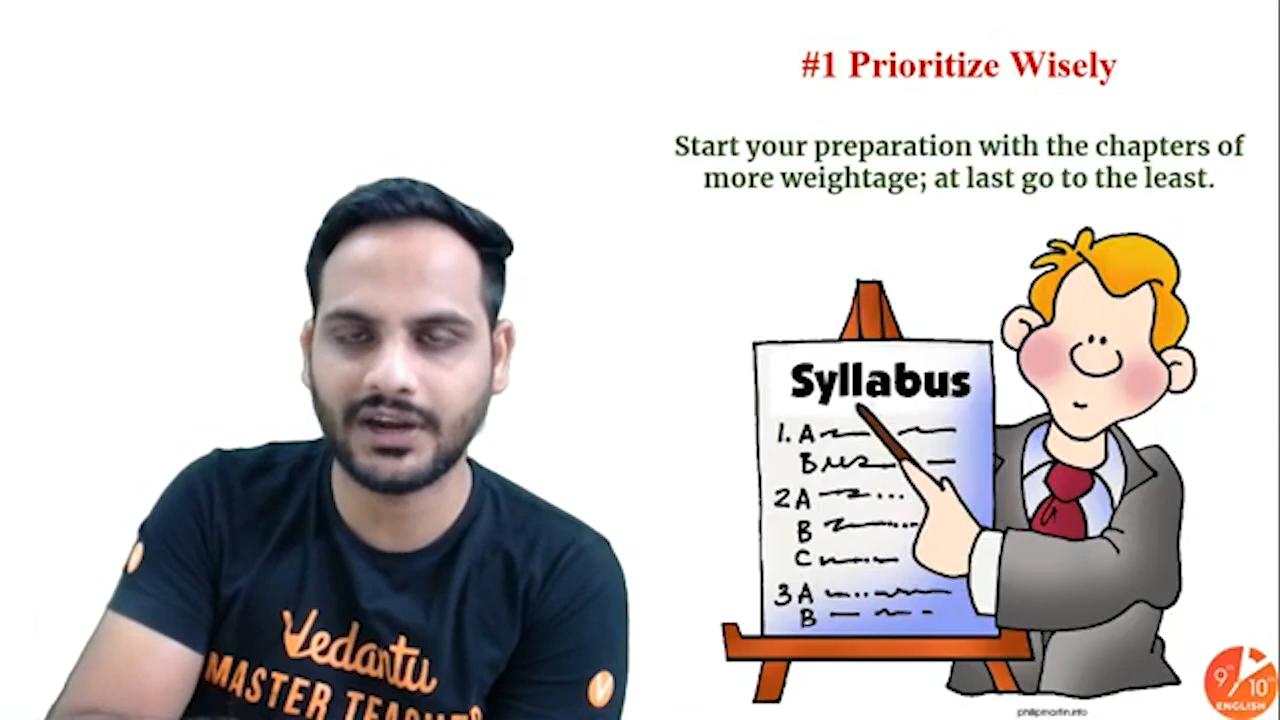 #1 Prioritize Wisely
Start your preparation with the chapters of
more weightage; at last go to the least.
Syllabus
1. A
B
2 A
B
C
3 A
B
Vedantu
MASTER TEACHER
V
9th
10th
ENGLISH
philipmartin.info